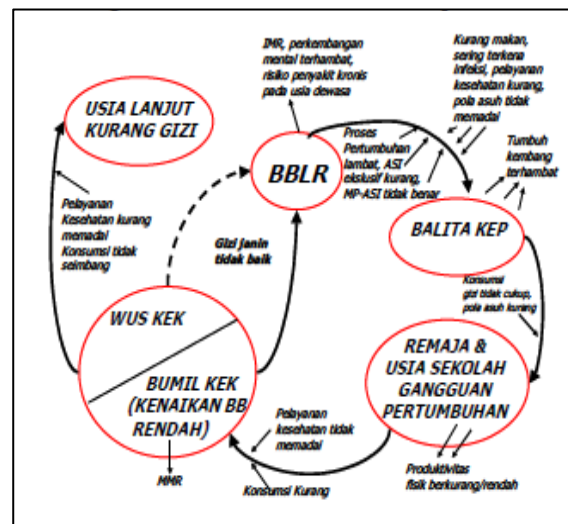 IMR, perkembangan
mental terhambat,
risiko penyakit kronis
pada usia dewasa
Kurang makan,
sering terkena
infeksi, pelayanan
kesehatan kurang,
pola asuh tidak
memadai
USIA LANJUT
KURANG GIZI
BBLR
Proses
Pertumbuhan
lambat, ASI
ekslusif kurang,
MP-ASI tidak benar
Tumbuh
kembang
terhambat
Pelayanan
Kesehatan kurang
memadai
Konsumsi tidak
seimbang
Gizi janin
tidak baik
BALITA KEP
Konsumsi
gizi tidak cukup,
pola asuh kurang
WUS KEK
BUMIL KEK
(KENAIKAN BB
RENDAH)
MMR
REMAJA &
USIA SEKOLAH
GANGGUAN
PERTUMBUHAN
Pelayanan
kesehatan tidak
memadai
Konsumsi Kurang
Produktivitas
fisik berkurang/rendah